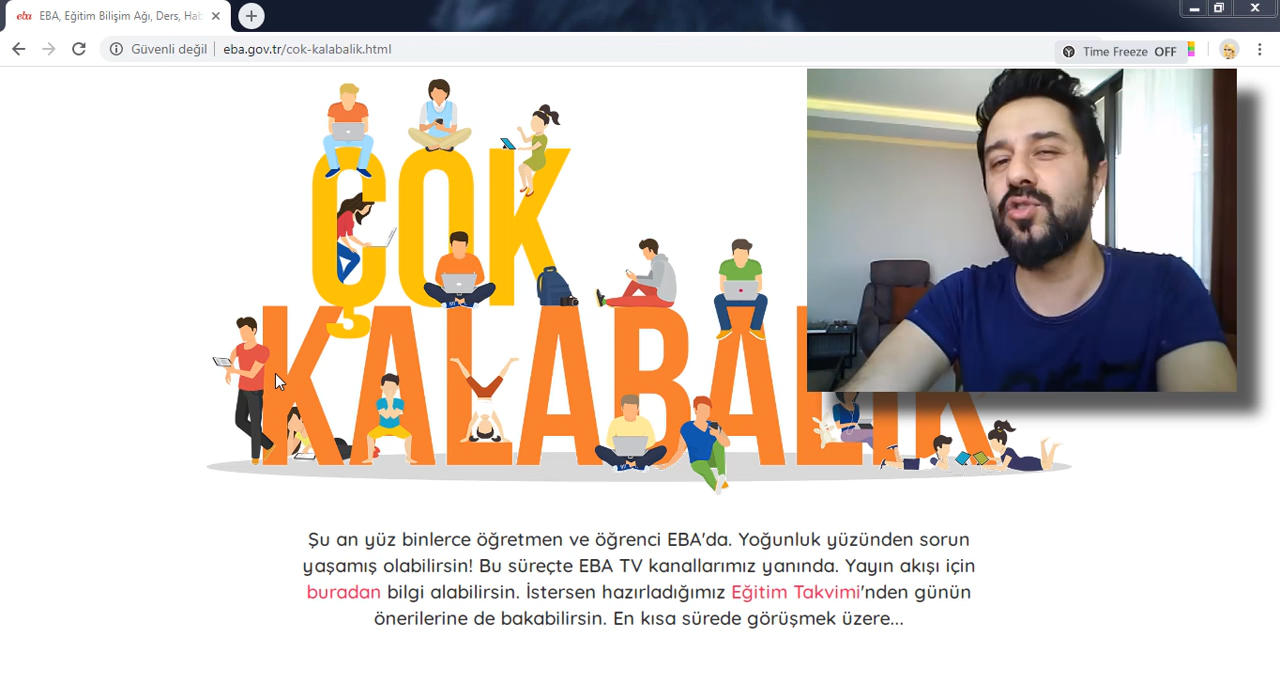 eba EBA, Eğitim Bilişim Ağı, Ders, Hab
Güvenli değil eba.gov.tr/cok-kalabalik.html
Time Freeze OFF
ÇOK
KALABALIK
Şu an yüz binlerce öğretmen ve öğrenci EBA'da. Yoğunluk yüzünden sorun
yaşamış olabilirsin! Bu süreçte EBA TV kanallarımız yanında. Yayın akışı için
buradan bilgi alabilirsin. İstersen hazırladığımız Eğitim Takvimi'nden günün
önerilerine de bakabilirsin. En kısa sürede görüşmek üzere...